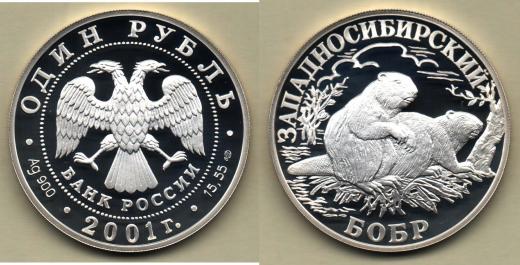 ОДИН РУБЛЬ
БАНК РОССИИ
Ag 900 • 2001 г. • 15,55
ЗАПАДНОСИБИРСКИЙ
БОБР